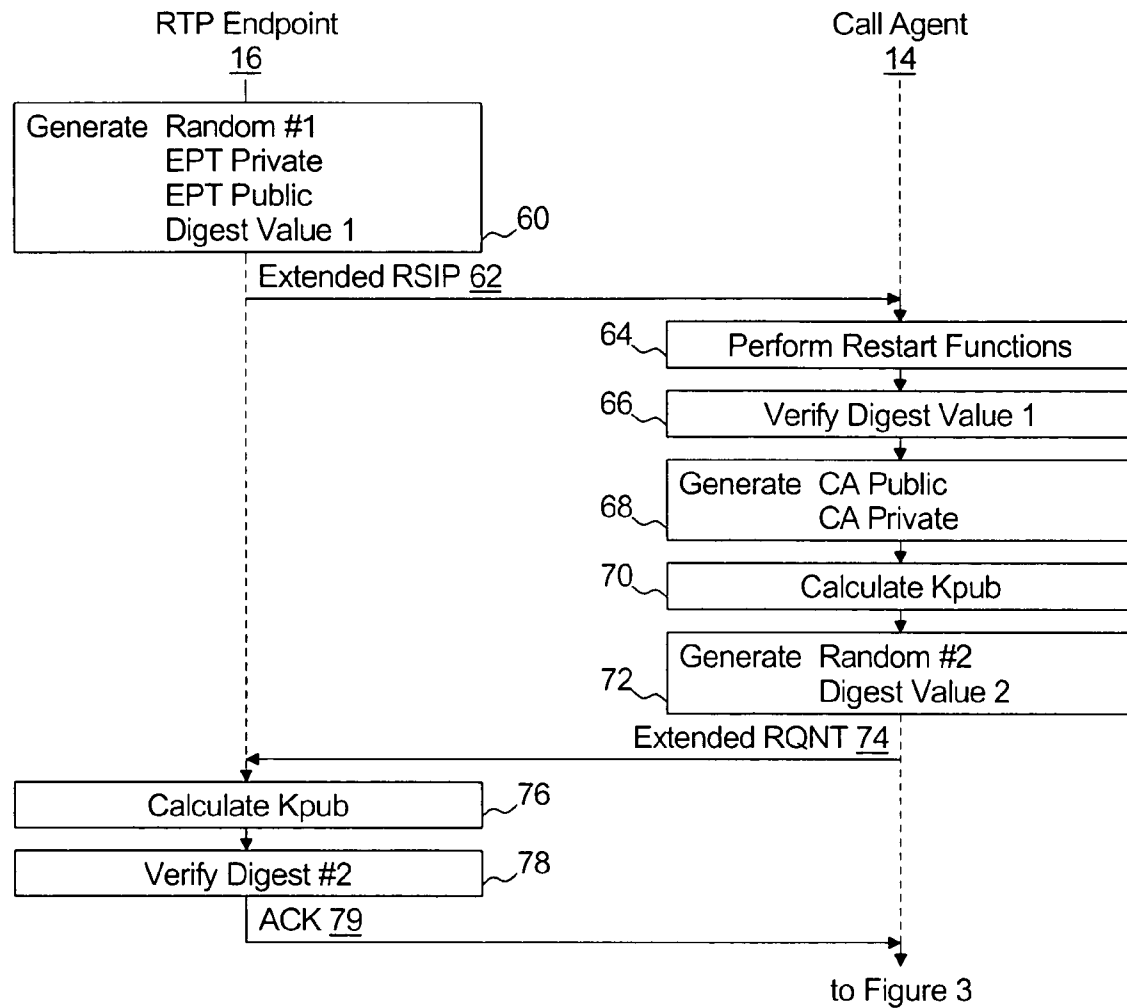 RTP Endpoint
16
Call Agent
14
Generate Random #1
EPT Private
EPT Public
Digest Value 1
60
Extended RSIP 62
64
Perform Restart Functions
66
Verify Digest Value 1
Generate CA Public
CA Private
68
70
Calculate Kpub
Generate Random #2
Digest Value 2
72
Extended RQNT 74
Calculate Kpub
76
Verify Digest #2
78
ACK 79
to Figure 3